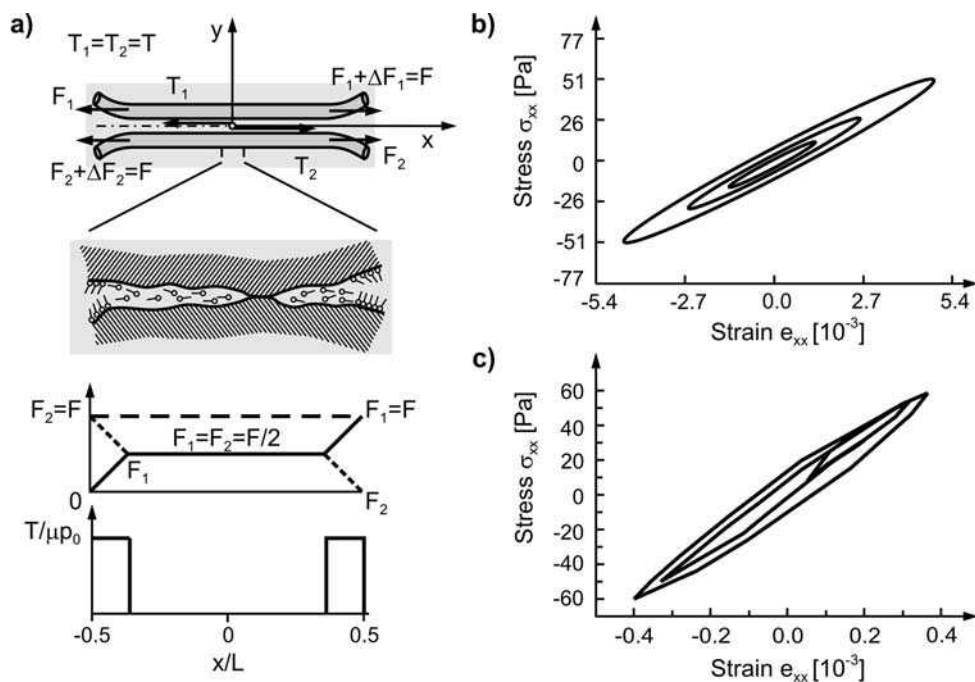 a)
T₁=T₂=T
y
F₁+ΔF₁=F
F₁
T₁
x
F₂+ΔF₂=F
T₂
F₂
F₂=F
F₁=F
F₁=F₂=F/2
F₁
0
F₂
T/μp₀
-0.5
0
0.5
x/L
b)
Stress σₓₓ [Pa]
77
51
26
0
-26
-51
-77
-5.4
-2.7
0.0
2.7
5.4
Strain eₓₓ [10⁻³]
c)
Stress σₓₓ [Pa]
60
40
20
0
-20
-40
-60
-0.4
-0.2
0.0
0.2
0.4
Strain eₓₓ [10⁻³]